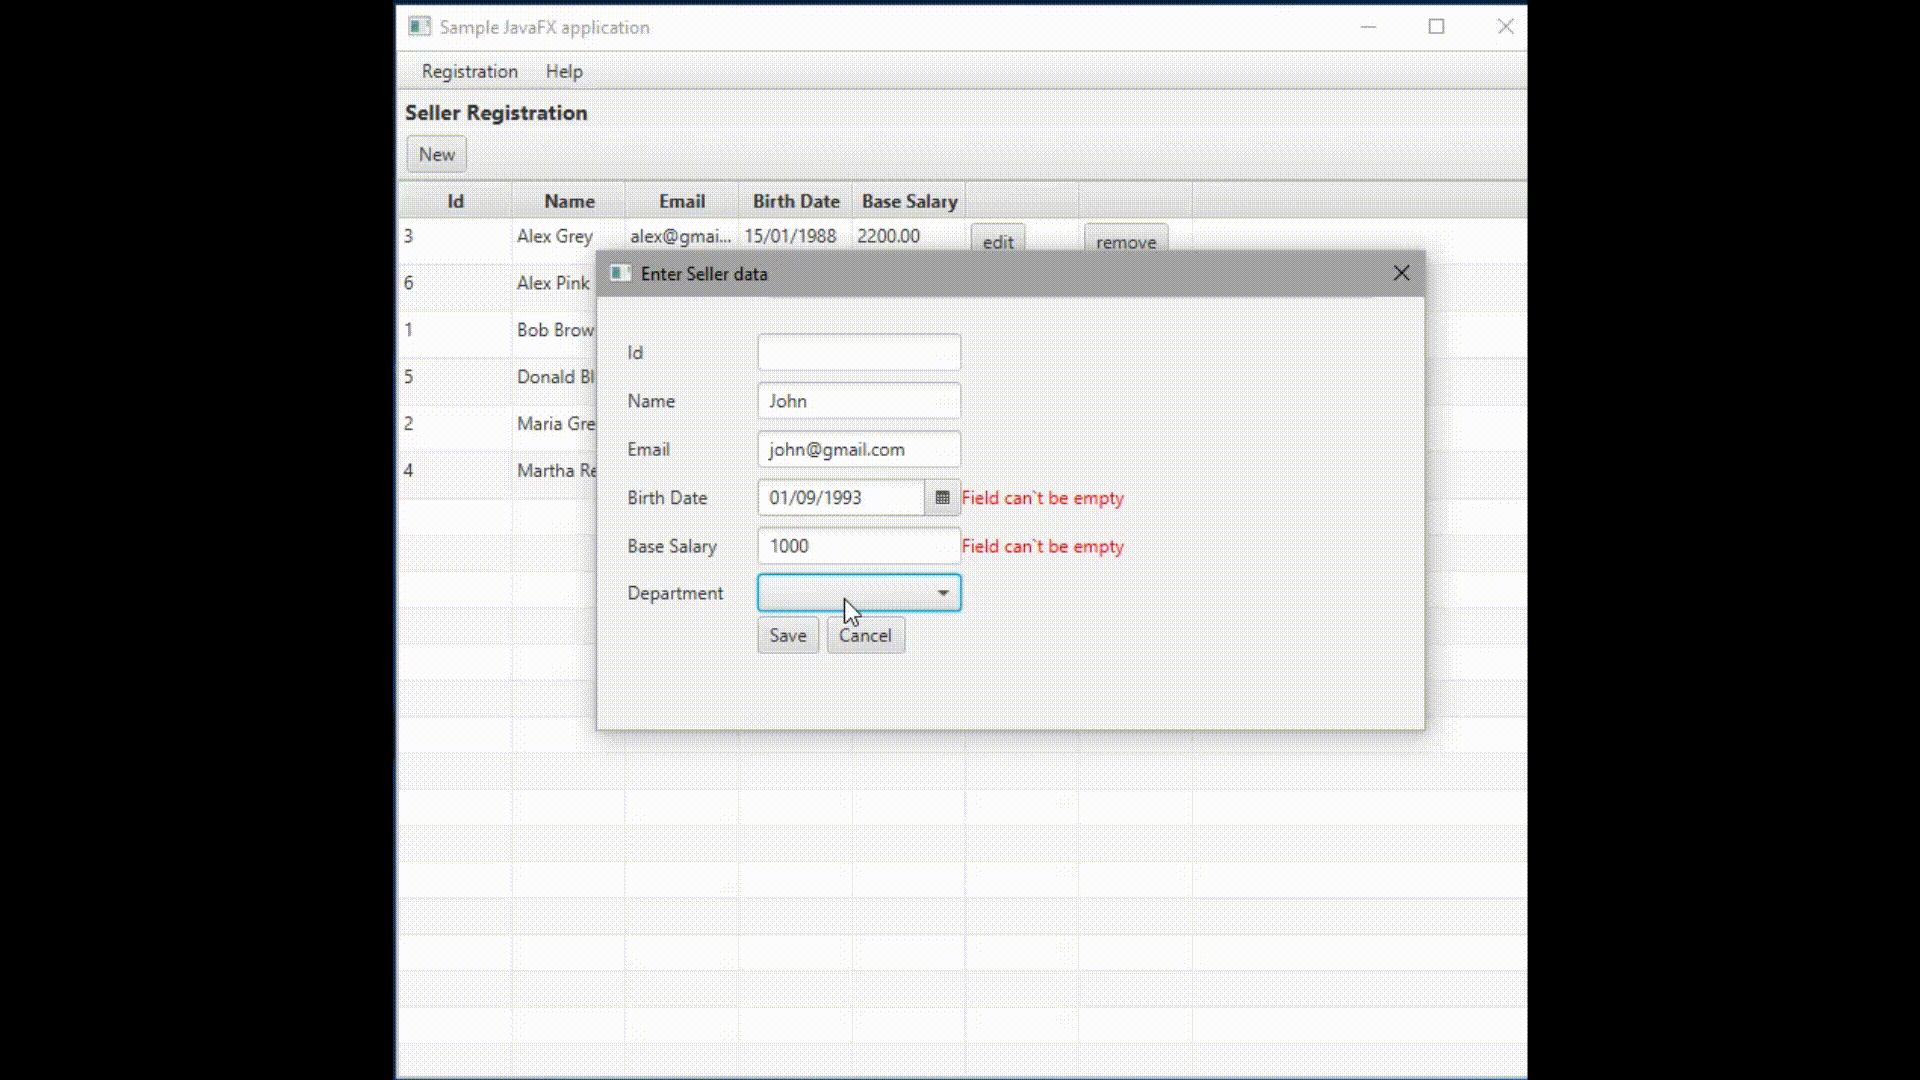 Sample JavaFX application
Registration Help
Seller Registration
New
Id Name Email Birth Date Base Salary
3 Alex Grey alex@gmai... 15/01/1988 2200.00 edit remove
6 Alex Pink
1 Bob Brow
5 Donald Bl
2 Maria Gre
4 Martha Re
Enter Seller data
Id
Name John
Email john@gmail.com
Birth Date 01/09/1993 Field can`t be empty
Base Salary 1000 Field can`t be empty
Department
Save Cancel